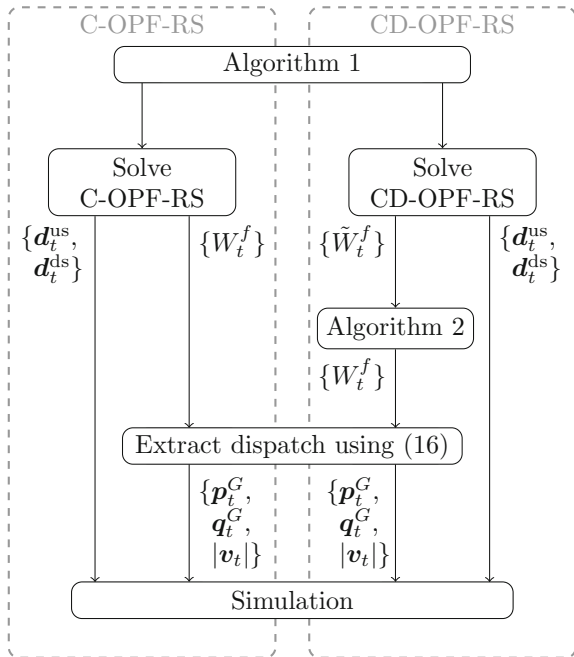 C-OPF-RS
CD-OPF-RS
Algorithm 1
Solve
C-OPF-RS
Solve
CD-OPF-RS
{d_t^us,
d_t^ds}
{W_t^f}
{W̃_t^f}
{d_t^us,
d_t^ds}
Algorithm 2
{W_t^f}
Extract dispatch using (16)
{p_t^G,
q_t^G,
|v_t|}
{p_t^G,
q_t^G,
|v_t|}
Simulation